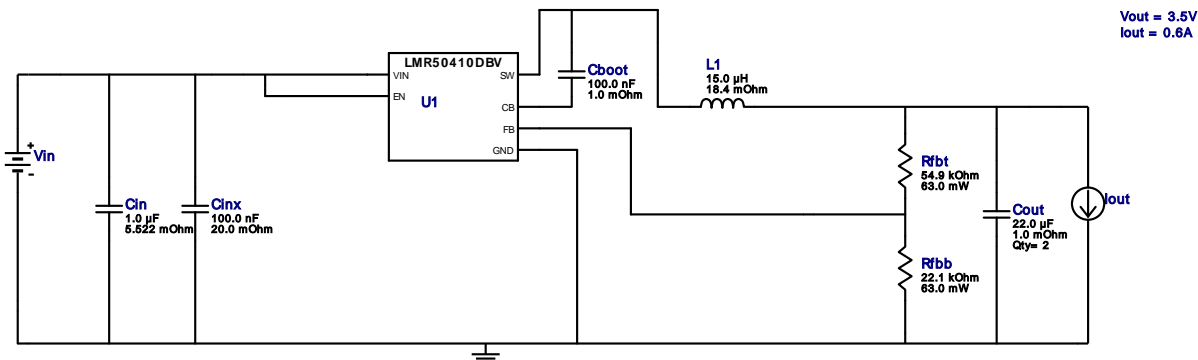 Vout = 3.5V
Iout = 0.6A
LMR50410DBV
VIN
EN
U1
SW
CB
FB
GND
Cboot
100.0 nF
1.0 mOhm
L1
15.0 µH
18.4 mOhm
+
Vin
-
Cin
1.0 µF
5.522 mOhm
Cinx
100.0 nF
20.0 mOhm
Rfbt
54.9 kOhm
63.0 mW
Cout
22.0 µF
1.0 mOhm
Qty= 2
Iout
Rfbb
22.1 kOhm
63.0 mW